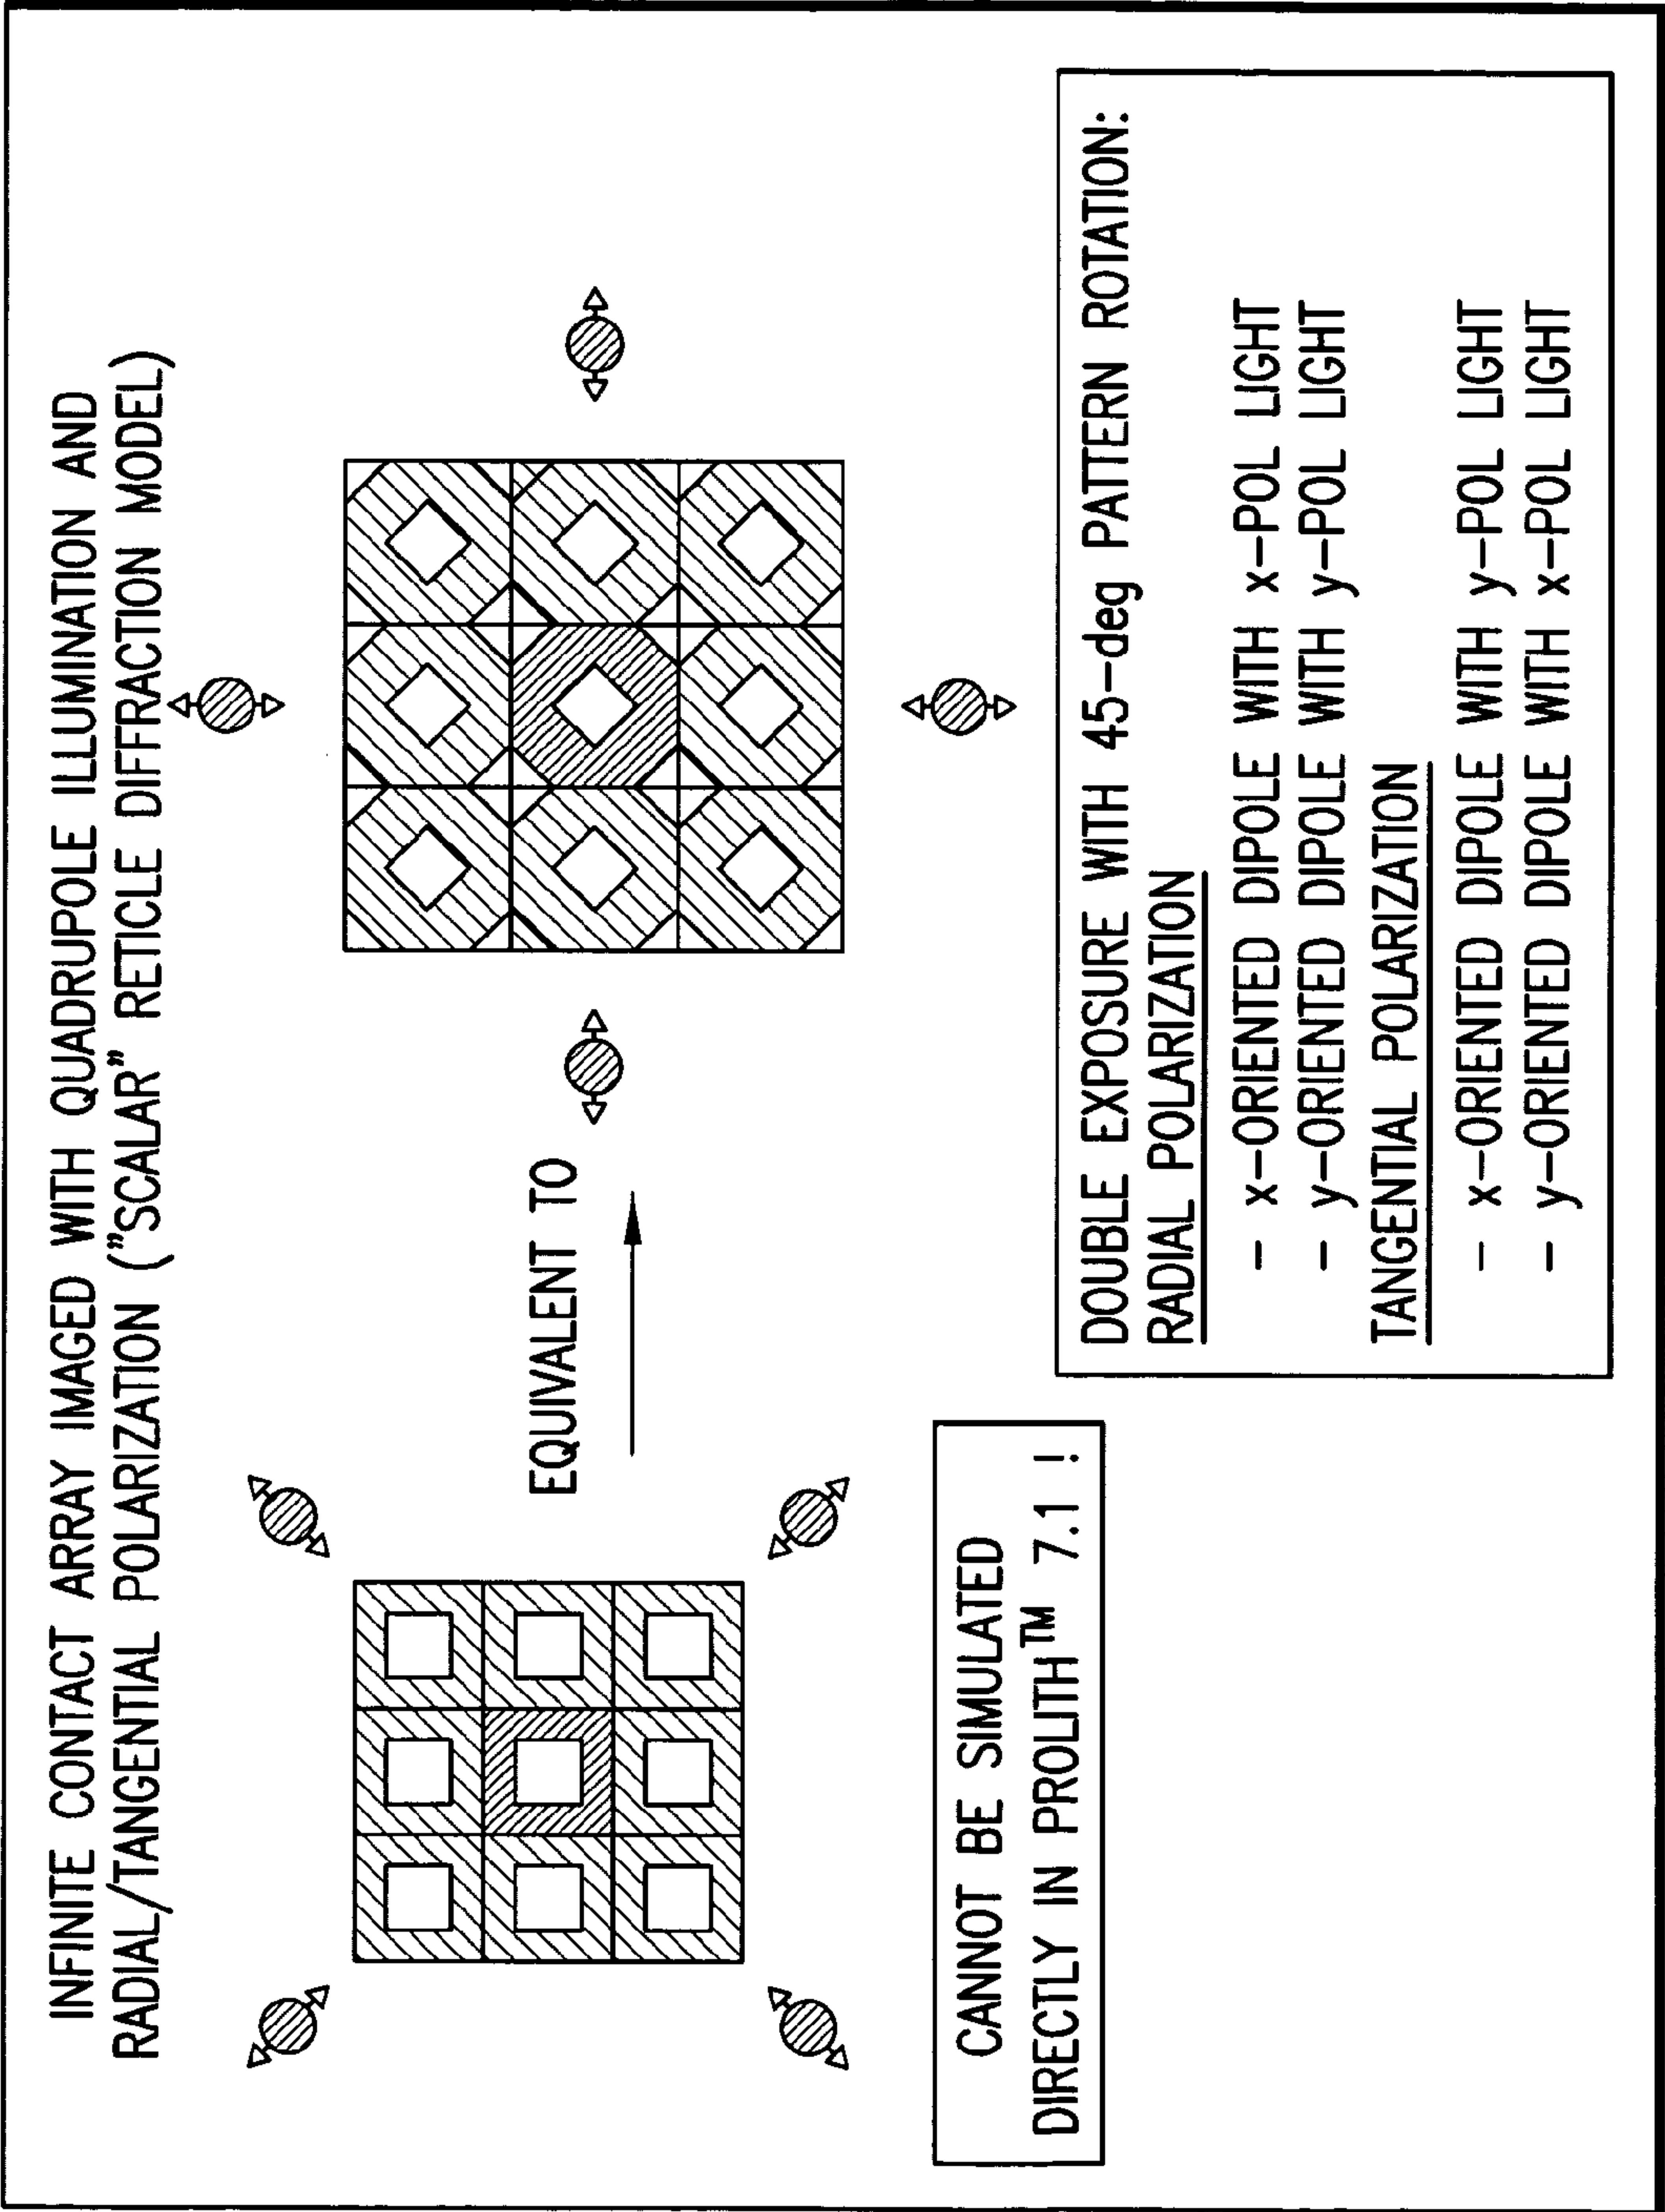 INFINITE CONTACT ARRAY IMAGED WITH QUADRUPOLE ILLUMINATION AND
RADIAL/TANGENTIAL POLARIZATION ("SCALAR" RETICLE DIFFRACTION MODEL)
EQUIVALENT TO
CANNOT BE SIMULATED
DIRECTLY IN PROLITH™ 7.1 !
DOUBLE EXPOSURE WITH 45-deg PATTERN ROTATION:
RADIAL POLARIZATION
- x-ORIENTED DIPOLE WITH x-POL LIGHT
- y-ORIENTED DIPOLE WITH y-POL LIGHT
TANGENTIAL POLARIZATION
- x-ORIENTED DIPOLE WITH y-POL LIGHT
- y-ORIENTED DIPOLE WITH x-POL LIGHT